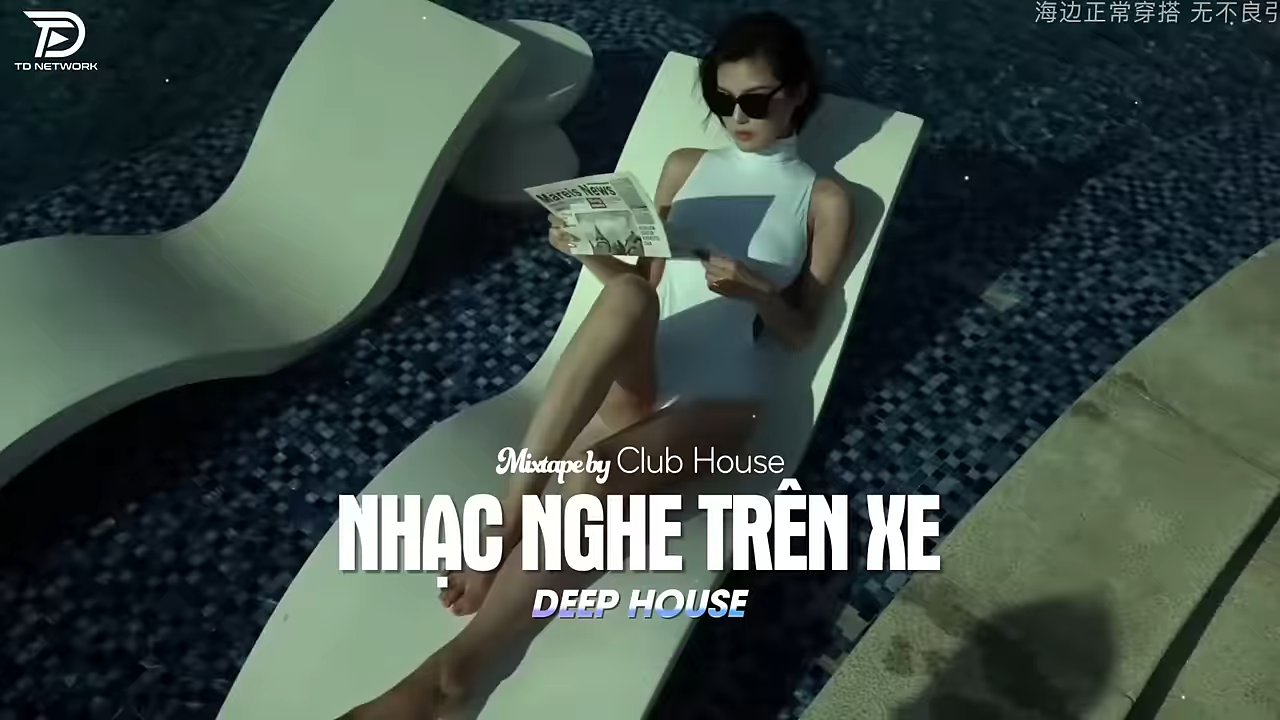 TD NETWORK
海边正常穿搭 无不良引
Mareis News
Mixtape by Club House
NHẠC NGHE TRÊN XE
DEEP HOUSE